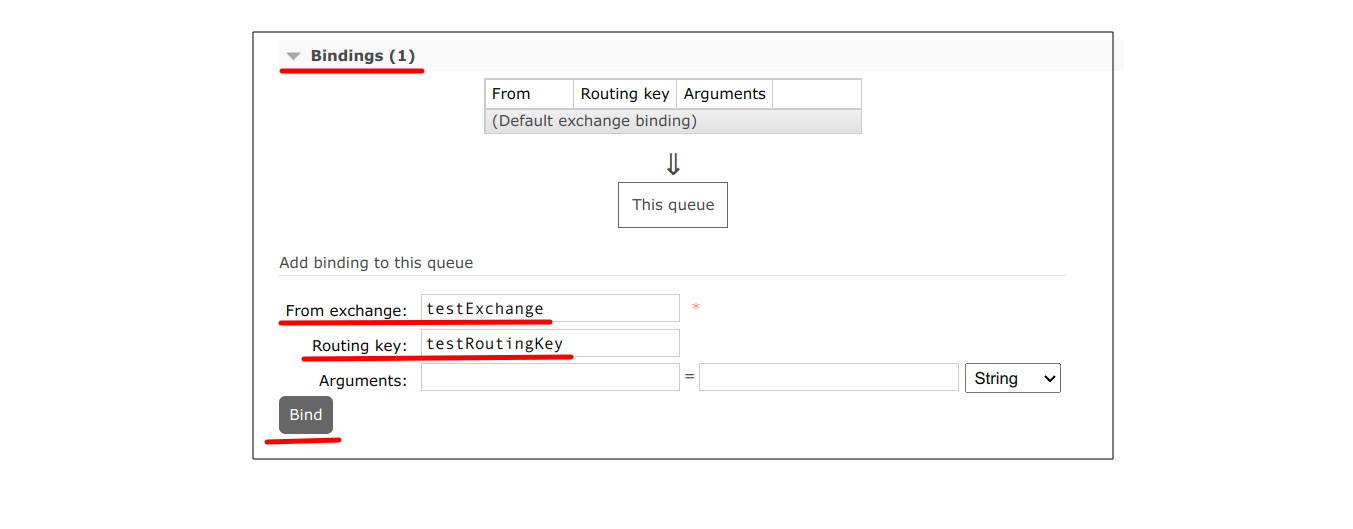 Bindings (1)
From Routing key Arguments
(Default exchange binding)
⇓
This queue
Add binding to this queue
From exchange: testExchange *
Routing key: testRoutingKey
Arguments: = String
Bind